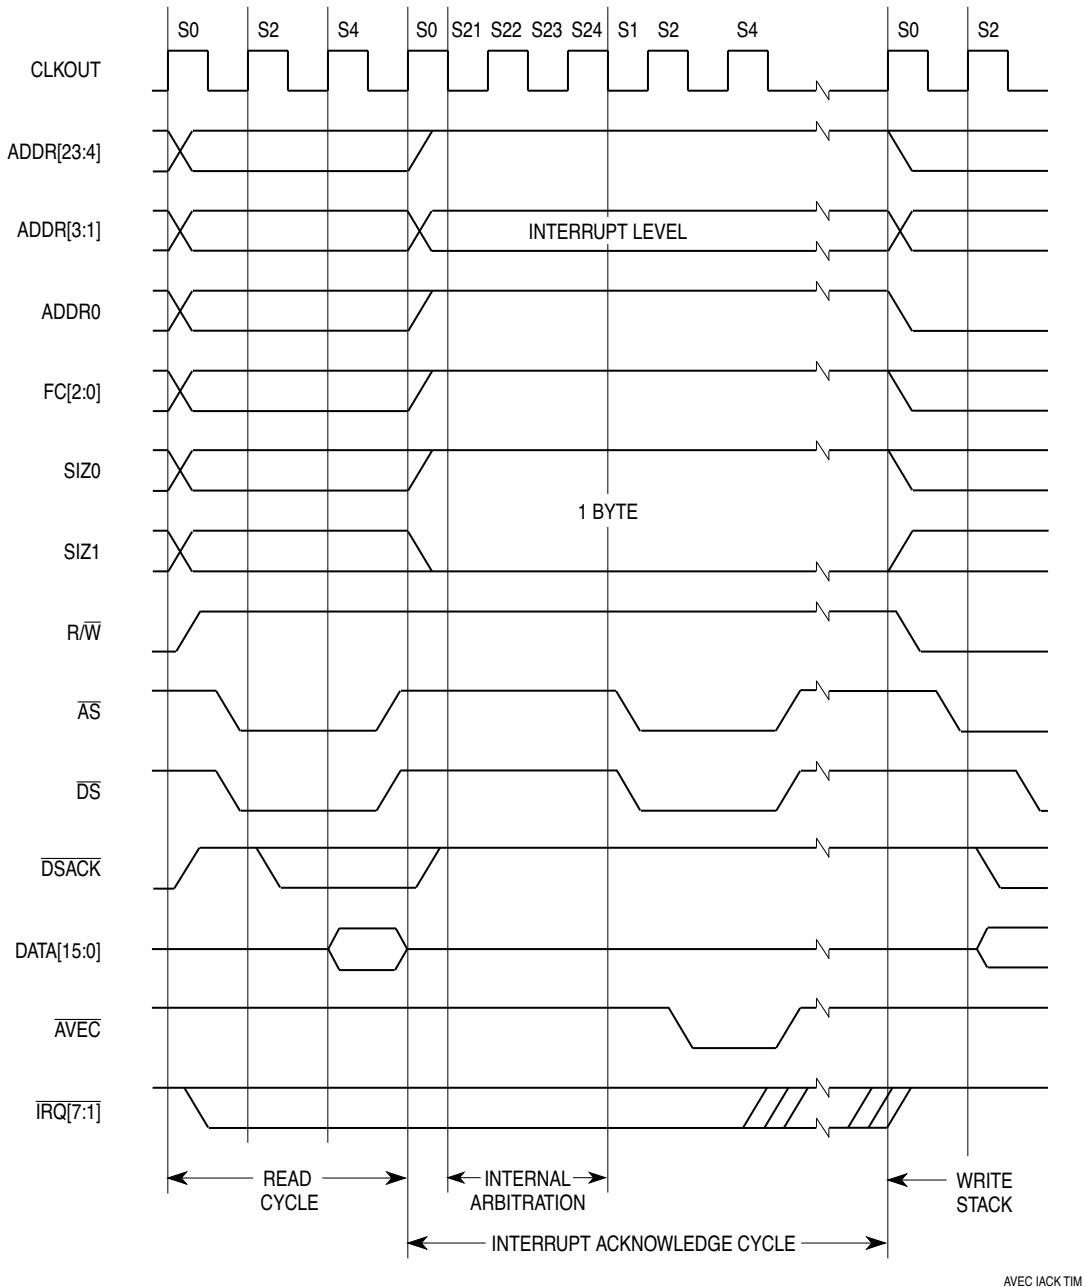 S0 S2 S4 S0 S21 S22 S23 S24 S1 S2 S4 S0 S2
CLKOUT
ADDR[23:4]
ADDR[3:1]
INTERRUPT LEVEL
ADDR0
FC[2:0]
SIZ0
1 BYTE
SIZ1
R/W
AS
DS
DSACK
DATA[15:0]
AVEC
IRQ[7:1]
READ
CYCLE
INTERNAL
ARBITRATION
WRITE
STACK
INTERRUPT ACKNOWLEDGE CYCLE
AVEC IACK TIM